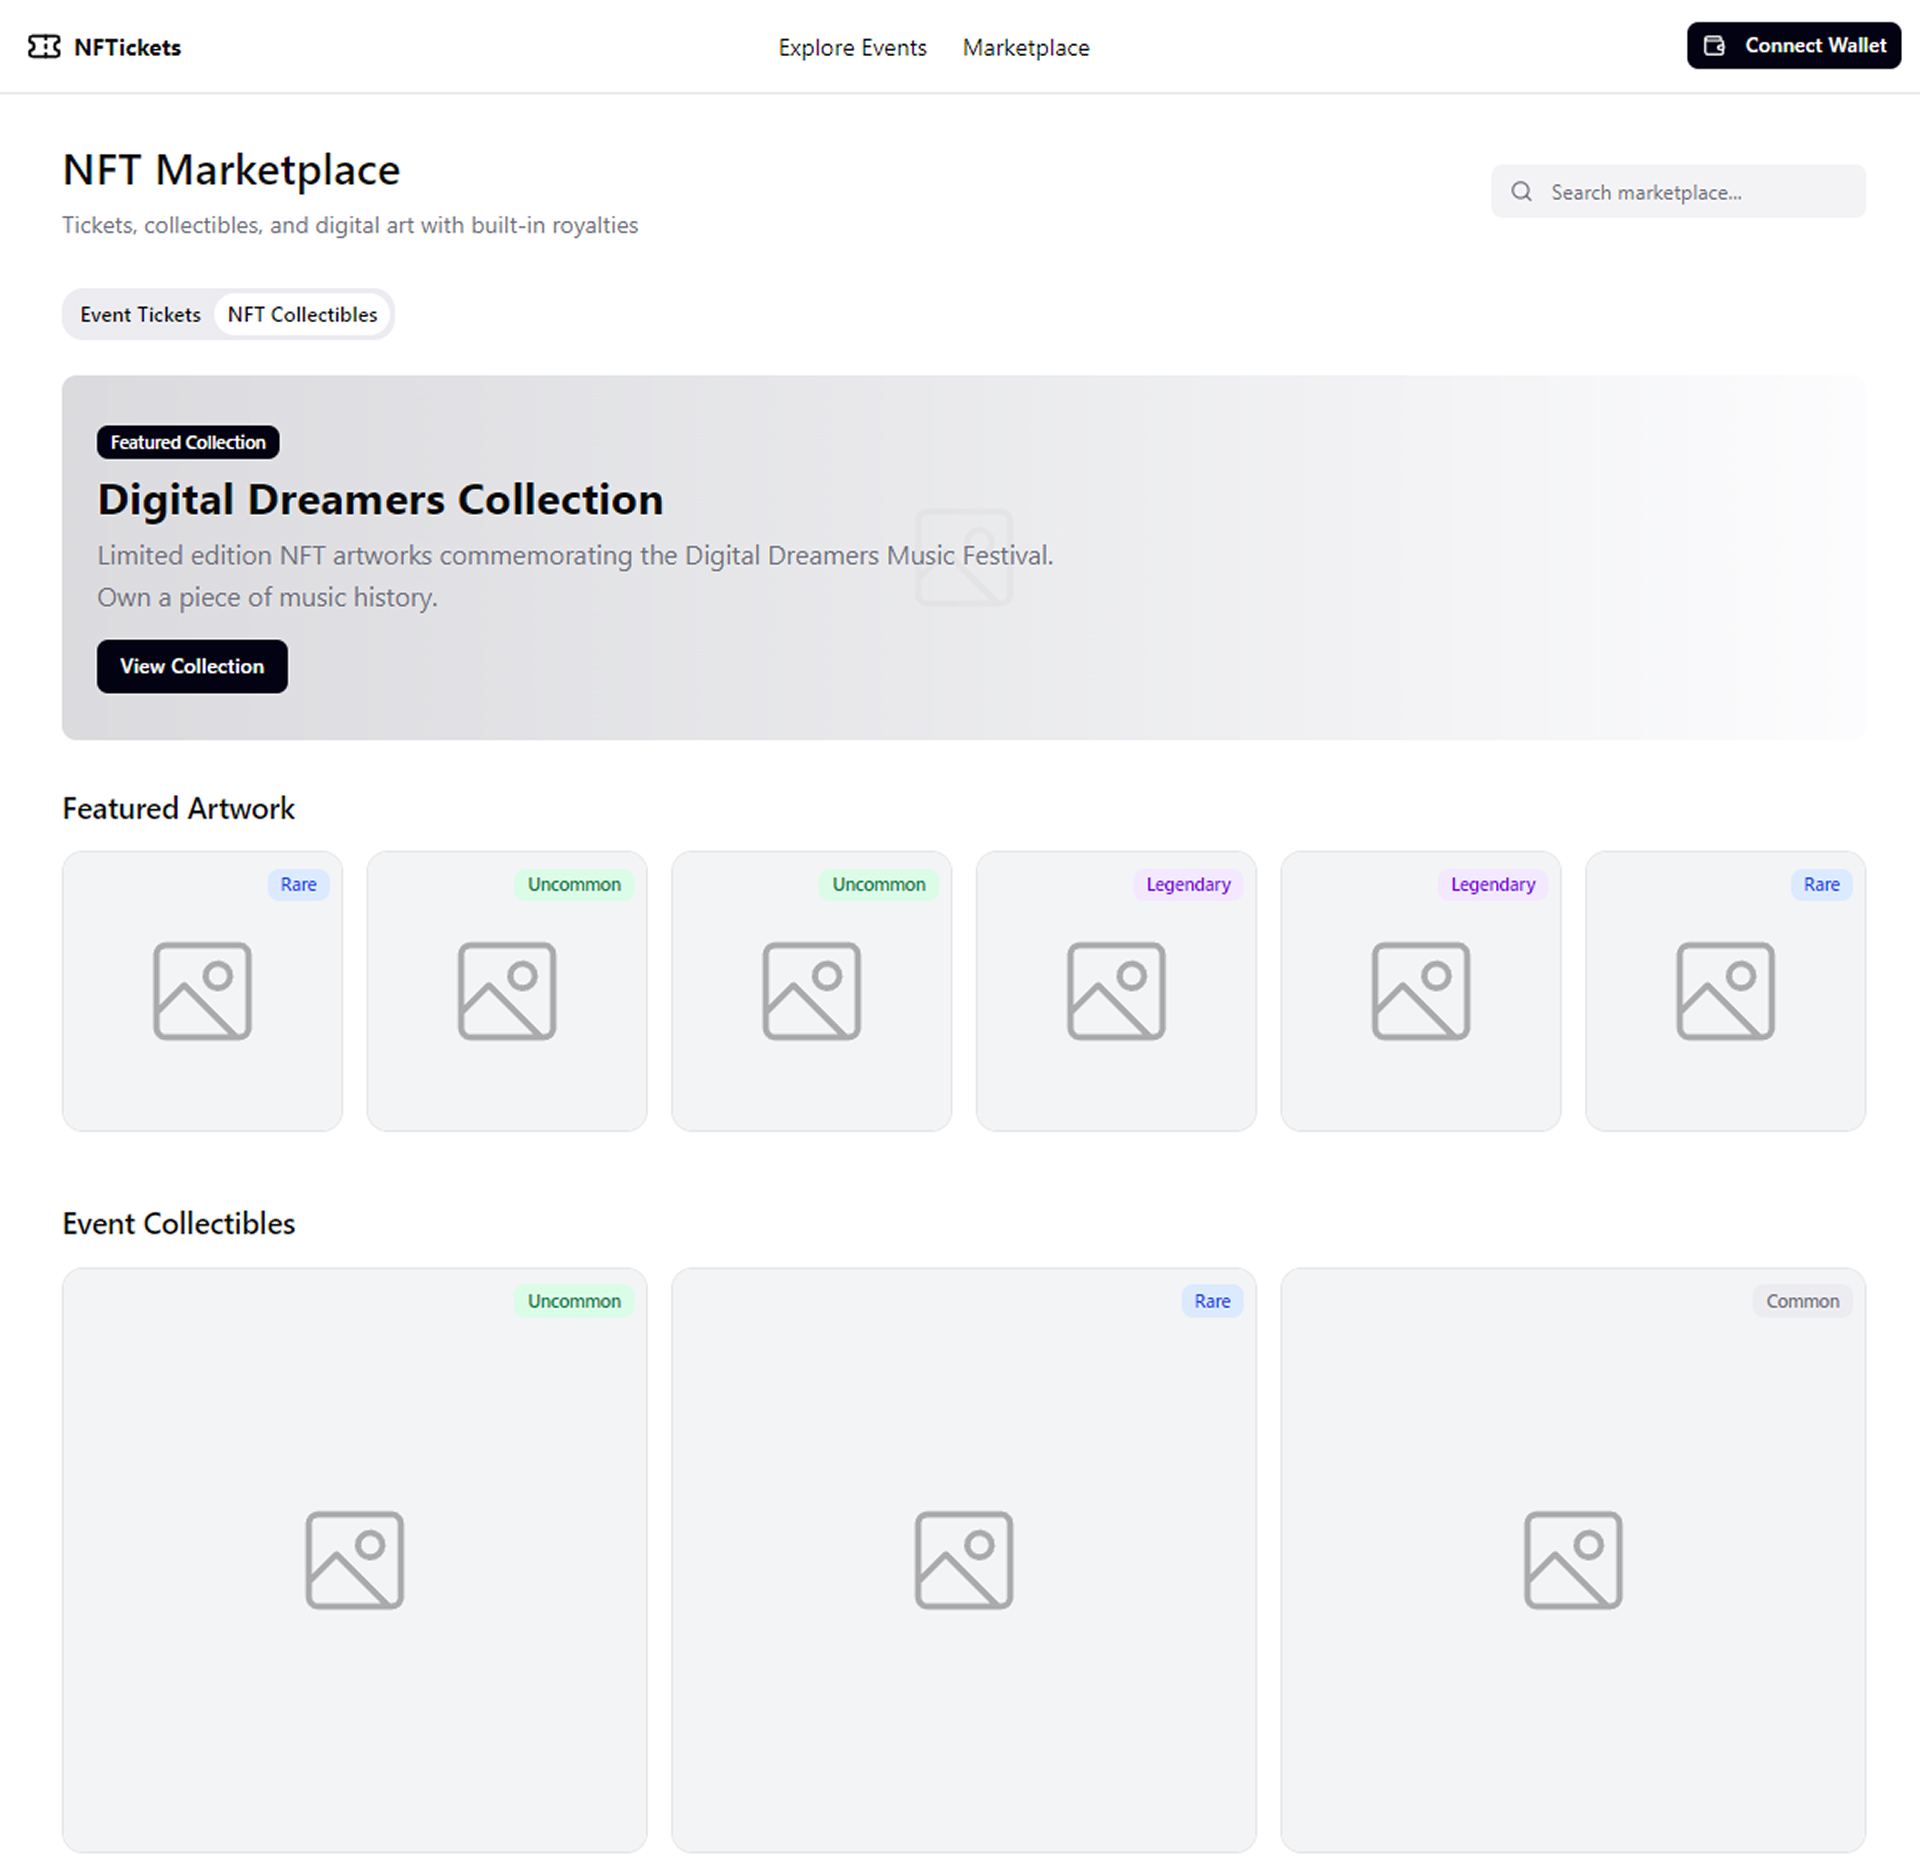 NFTickets
Explore Events
Marketplace
Connect Wallet
NFT Marketplace
Tickets, collectibles, and digital art with built-in royalties
Search marketplace...
Event Tickets
NFT Collectibles
Featured Collection
Digital Dreamers Collection
Limited edition NFT artworks commemorating the Digital Dreamers Music Festival.
Own a piece of music history.
View Collection
Featured Artwork
Rare
Uncommon
Uncommon
Legendary
Legendary
Rare
Event Collectibles
Uncommon
Rare
Common